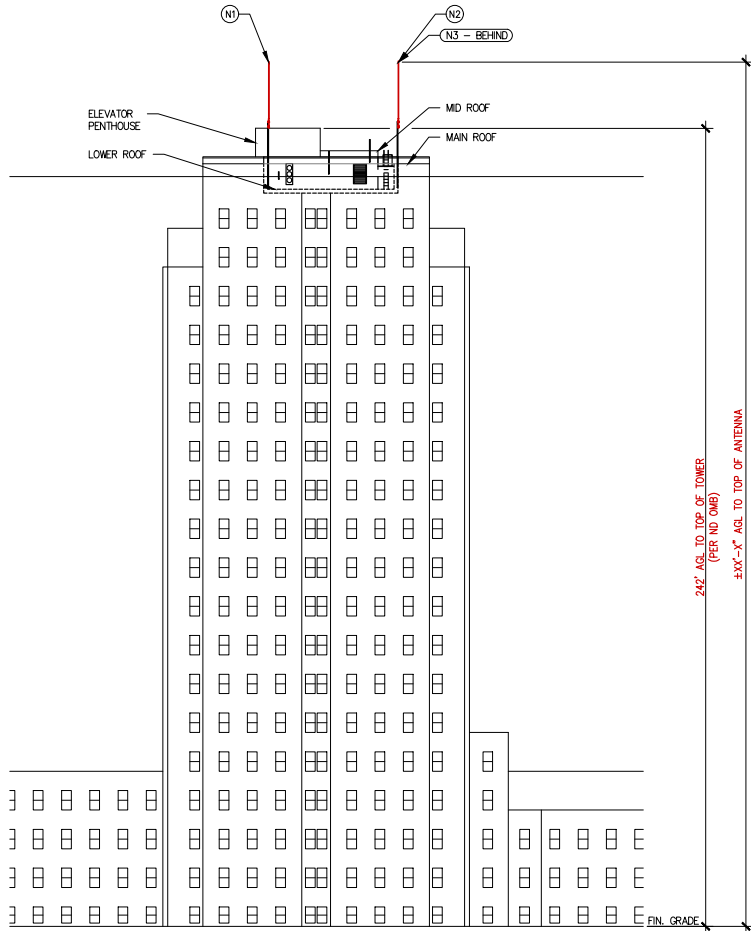 N1
N2
N3 - BEHIND
ELEVATOR
PENTHOUSE
MID ROOF
MAIN ROOF
LOWER ROOF
242' AGL TO TOP OF TOWER
(PER ND OMB)
±XX'-X" AGL TO TOP OF ANTENNA
FIN. GRADE